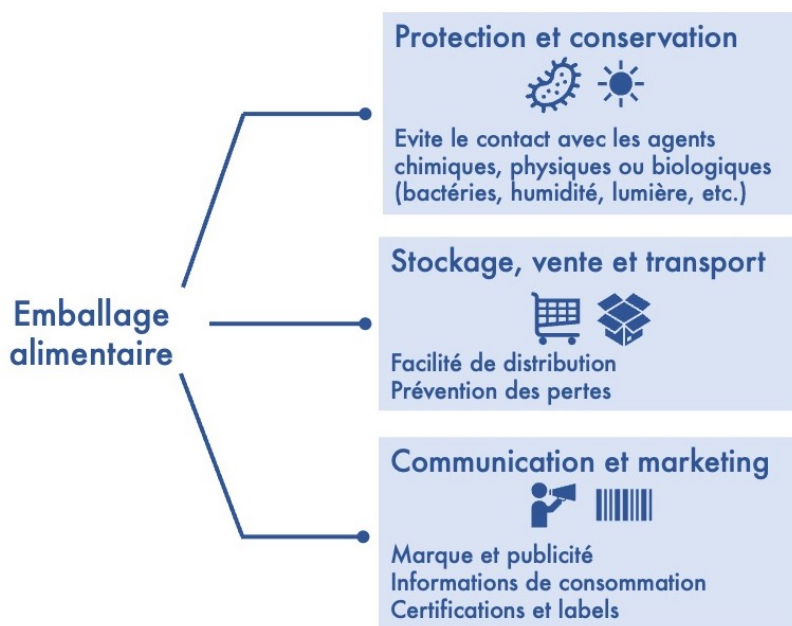 Emballage
alimentaire
Protection et conservation
Evite le contact avec les agents
chimiques, physiques ou biologiques
(bactéries, humidité, lumière, etc.)
Stockage, vente et transport
Facilité de distribution
Prévention des pertes
Communication et marketing
Marque et publicité
Informations de consommation
Certifications et labels